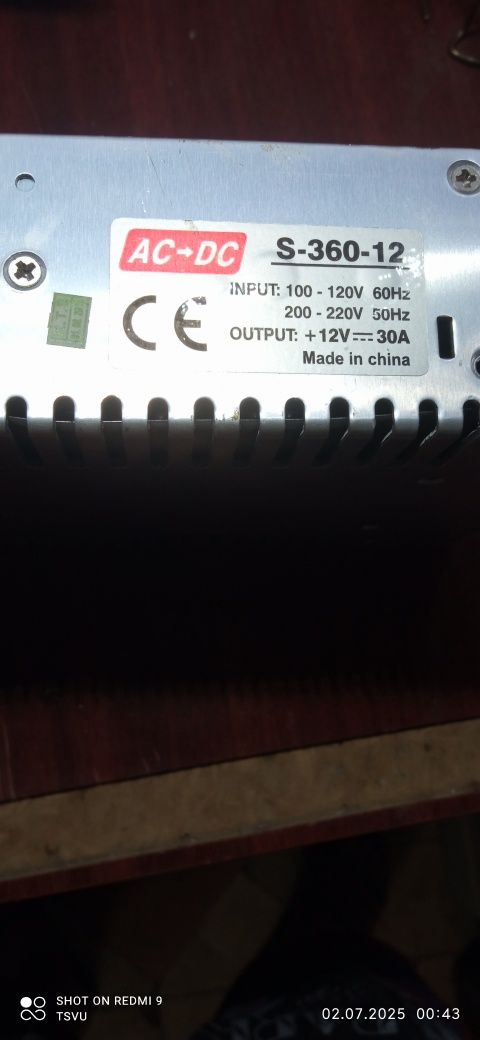 AC→DC S-360-12
INPUT: 100 - 120V 60Hz
200 - 220V 50Hz
CE
OUTPUT: +12V⎓30A
Made in china
SHOT ON REDMI 9
TSVU
02.07.2025 00:43